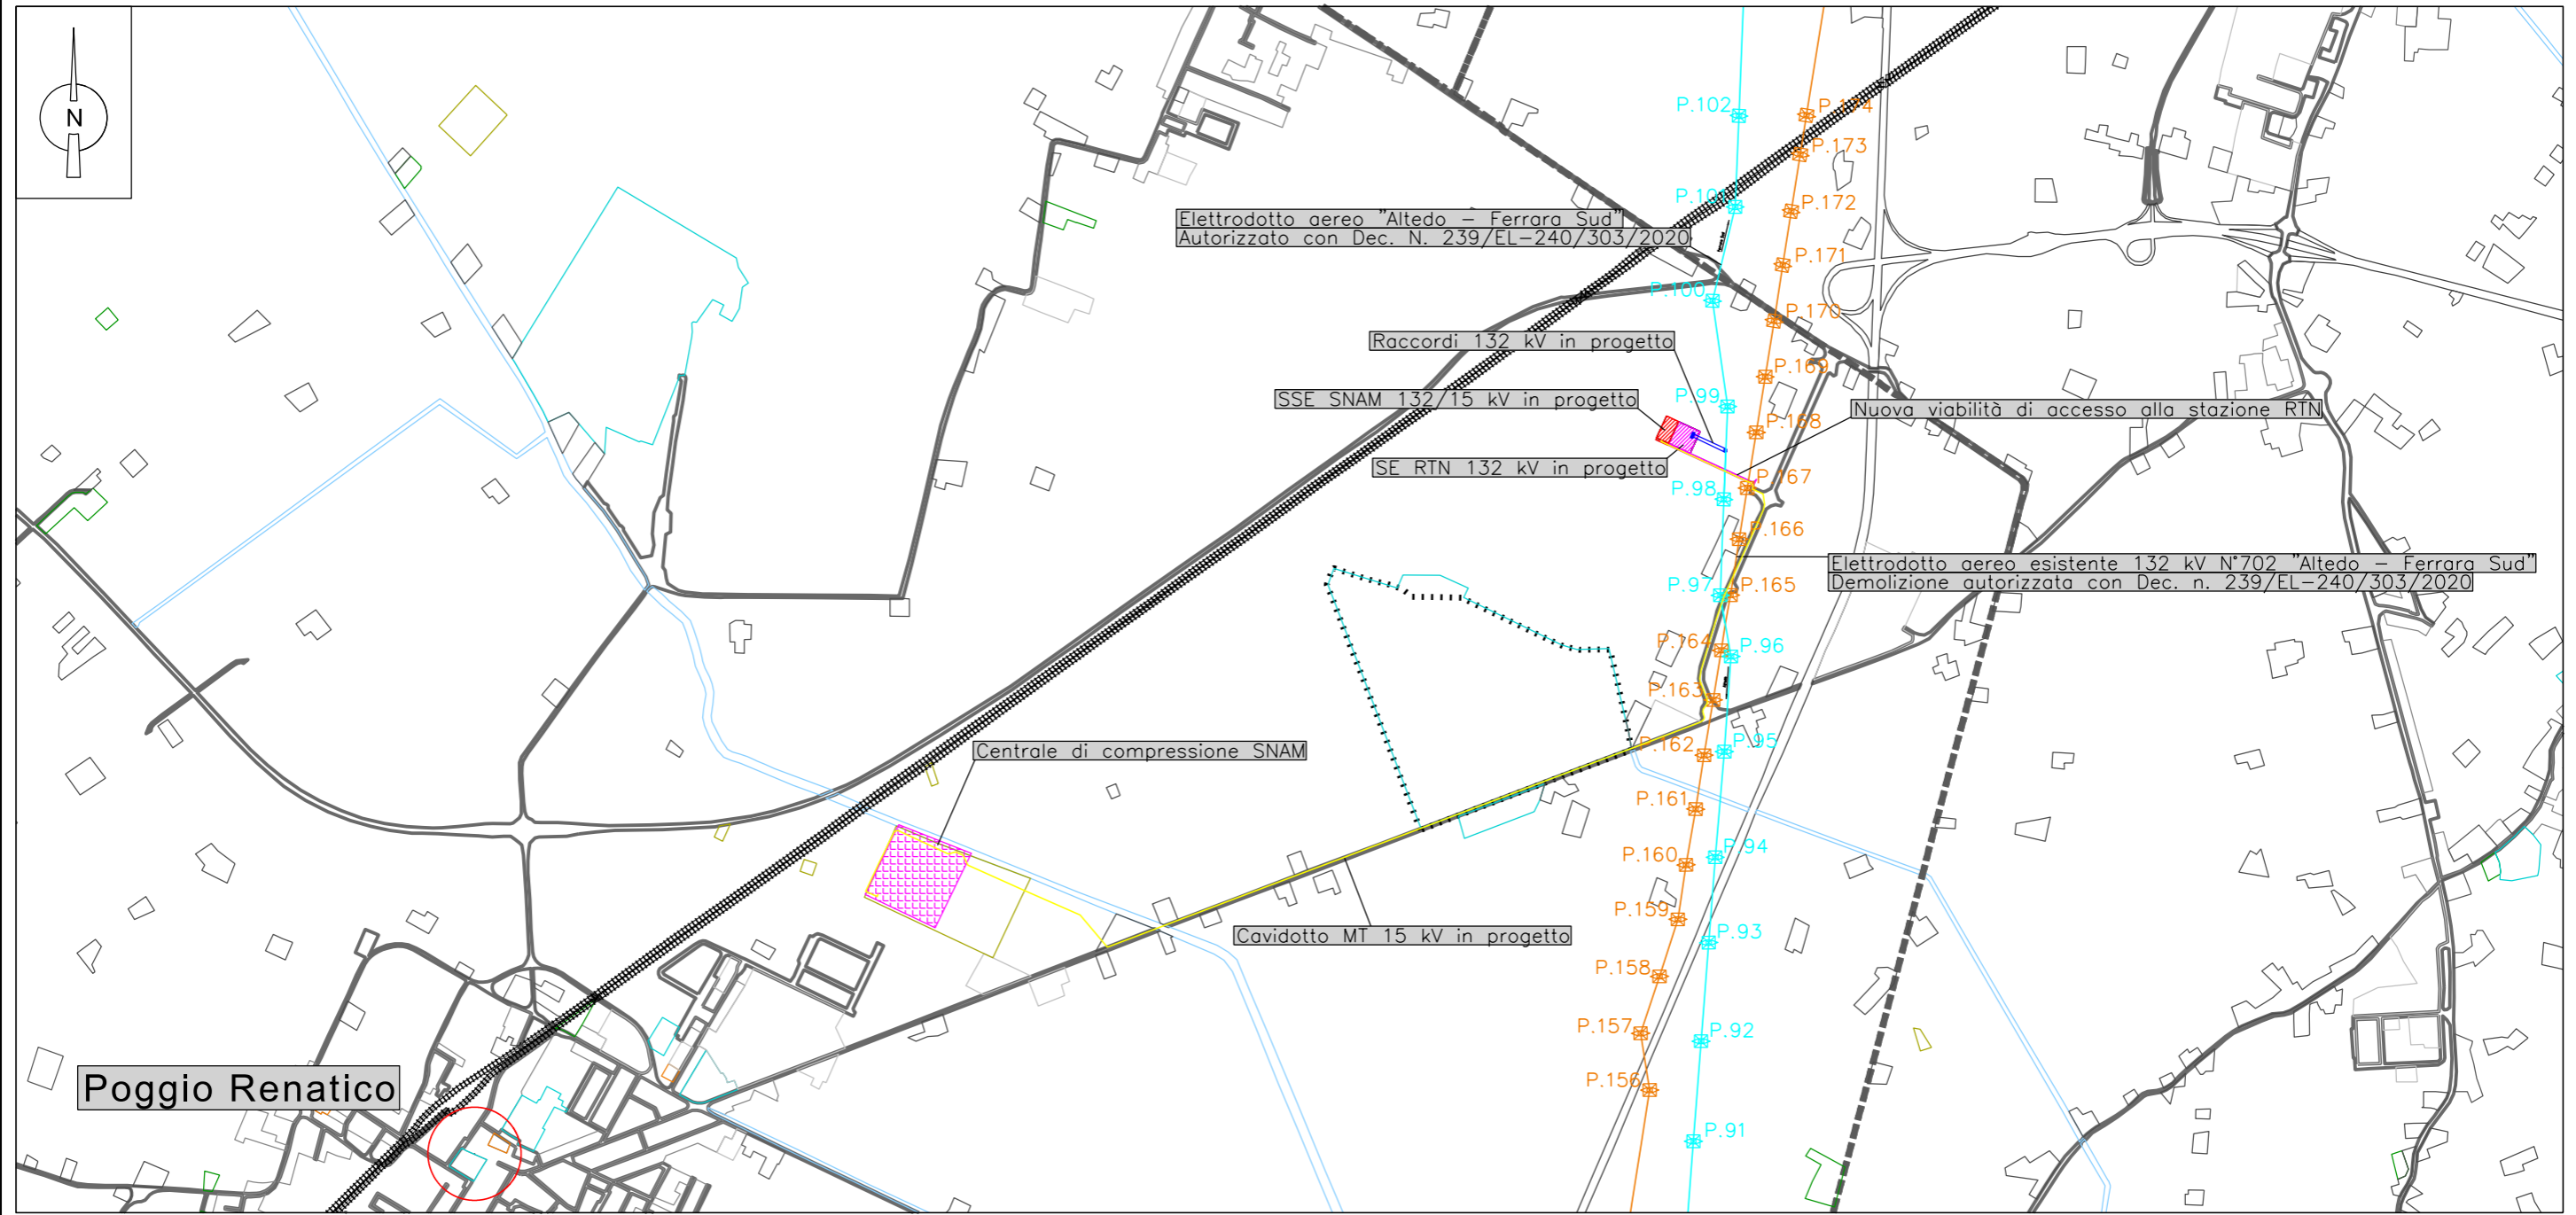 N
P.102
P.174
P.173
P.101
P.172
Elettrodotto aereo "Altedo – Ferrara Sud"
Autorizzato con Dec. N. 239/EL–240/303/2020
P.171
P.100
P.170
Raccordi 132 kV in progetto
P.169
SSE SNAM 132/15 kV in progetto
P.99
Nuova viabilità di accesso alla stazione RTN
P.168
SE RTN 132 kV in progetto
P.167
P.98
P.166
Elettrodotto aereo esistente 132 kV N°702 "Altedo – Ferrara Sud"
Demolizione autorizzata con Dec. n. 239/EL–240/303/2020
P.97
P.165
P.164
P.96
P.163
Centrale di compressione SNAM
P.162
P.95
P.161
P.160
P.94
P.159
Cavidotto MT 15 kV in progetto
P.93
P.158
P.157
P.92
P.156
Poggio Renatico
P.91